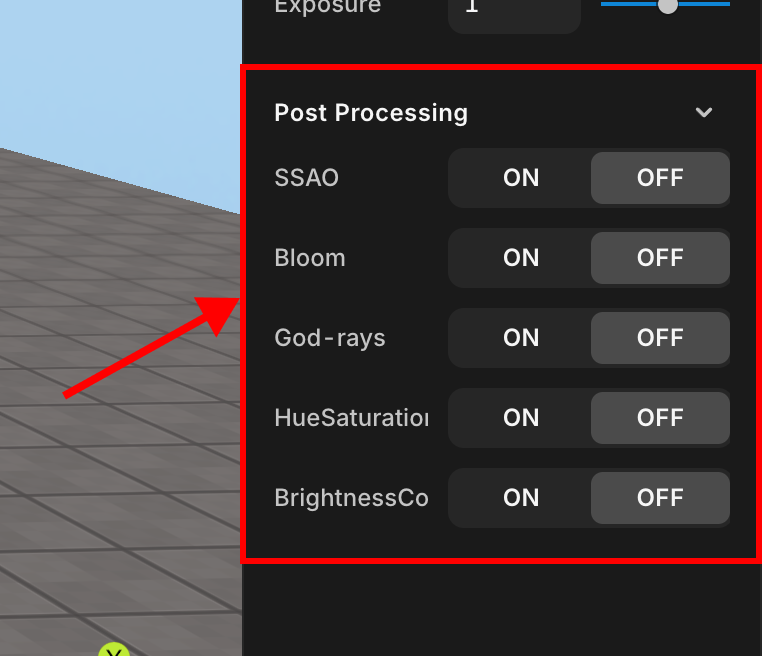 Exposure 1
Post Processing
SSAO ON OFF
Bloom ON OFF
God-rays ON OFF
HueSaturation ON OFF
BrightnessCo ON OFF
Y